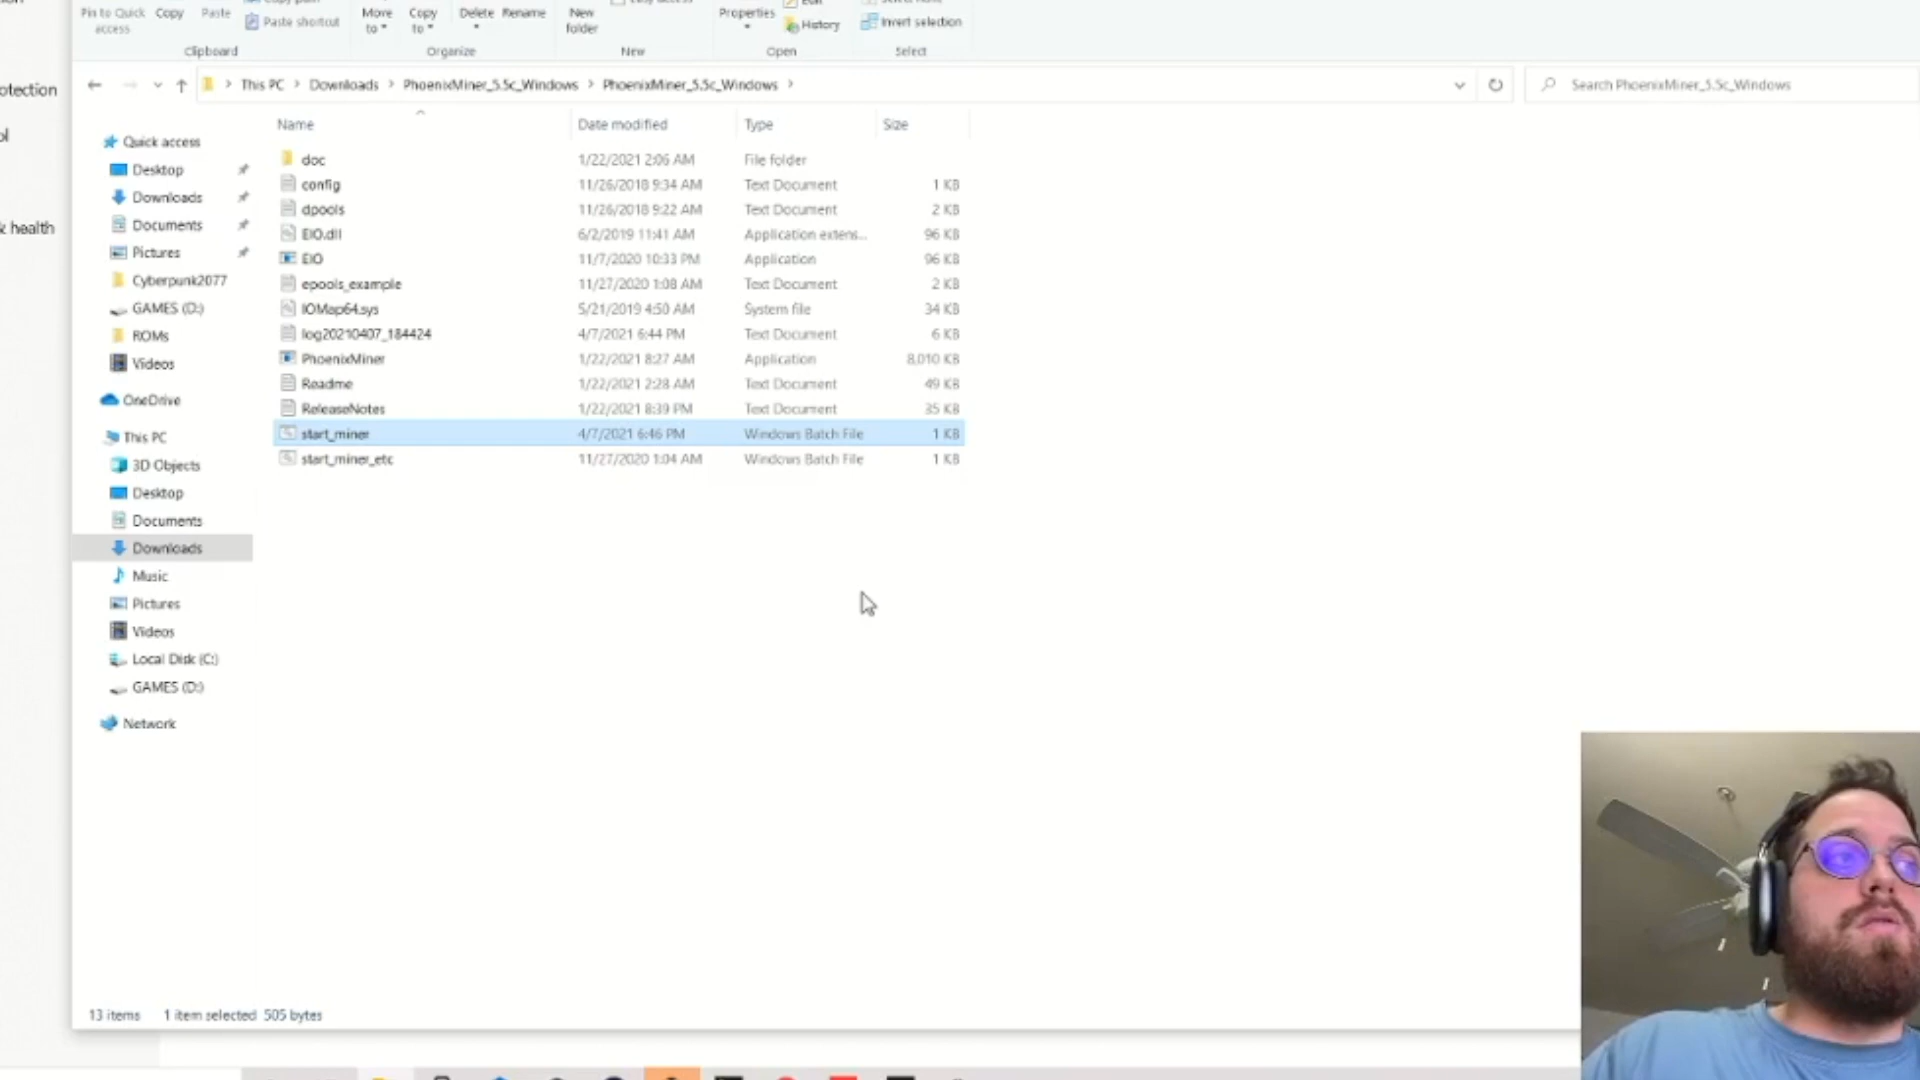 Pin to Quick access
Copy
Paste
Paste shortcut
More to
Copy to
Delete
Rename
New folder
Properties
History
Invert selection
Clipboard
Organize
New
Open
Select
This PC > Downloads > PhoenixMiner_5.5c_Windows > PhoenixMiner_5.5c_Windows >
Search PhoenixMiner_5.5c_Windows
otection
k health
Quick access
Desktop
Downloads
Documents
Pictures
Cyberpunk2077
GAMES (D:)
ROMs
Videos
OneDrive
This PC
3D Objects
Desktop
Documents
Downloads
Music
Pictures
Videos
Local Disk (C:)
GAMES (D:)
Network
Name Date modified Type Size
doc 1/22/2021 2:06 AM File folder
config 11/26/2018 9:34 AM Text Document 1 KB
dpools 11/26/2018 9:22 AM Text Document 2 KB
EIO.dll 6/2/2019 11:41 AM Application extens... 96 KB
EIO 11/7/2020 10:33 PM Application 96 KB
epools_example 11/27/2020 1:08 AM Text Document 2 KB
IOMap64.sys 5/21/2019 4:50 AM System file 34 KB
log20210407_184424 4/7/2021 6:44 PM Text Document 6 KB
PhoenixMiner 1/22/2021 8:27 AM Application 8,010 KB
Readme 1/22/2021 2:28 AM Text Document 49 KB
ReleaseNotes 1/22/2021 8:39 PM Text Document 35 KB
start_miner 4/7/2021 6:46 PM Windows Batch File 1 KB
start_miner_etc 11/27/2020 1:04 AM Windows Batch File 1 KB
13 items 1 item selected 505 bytes